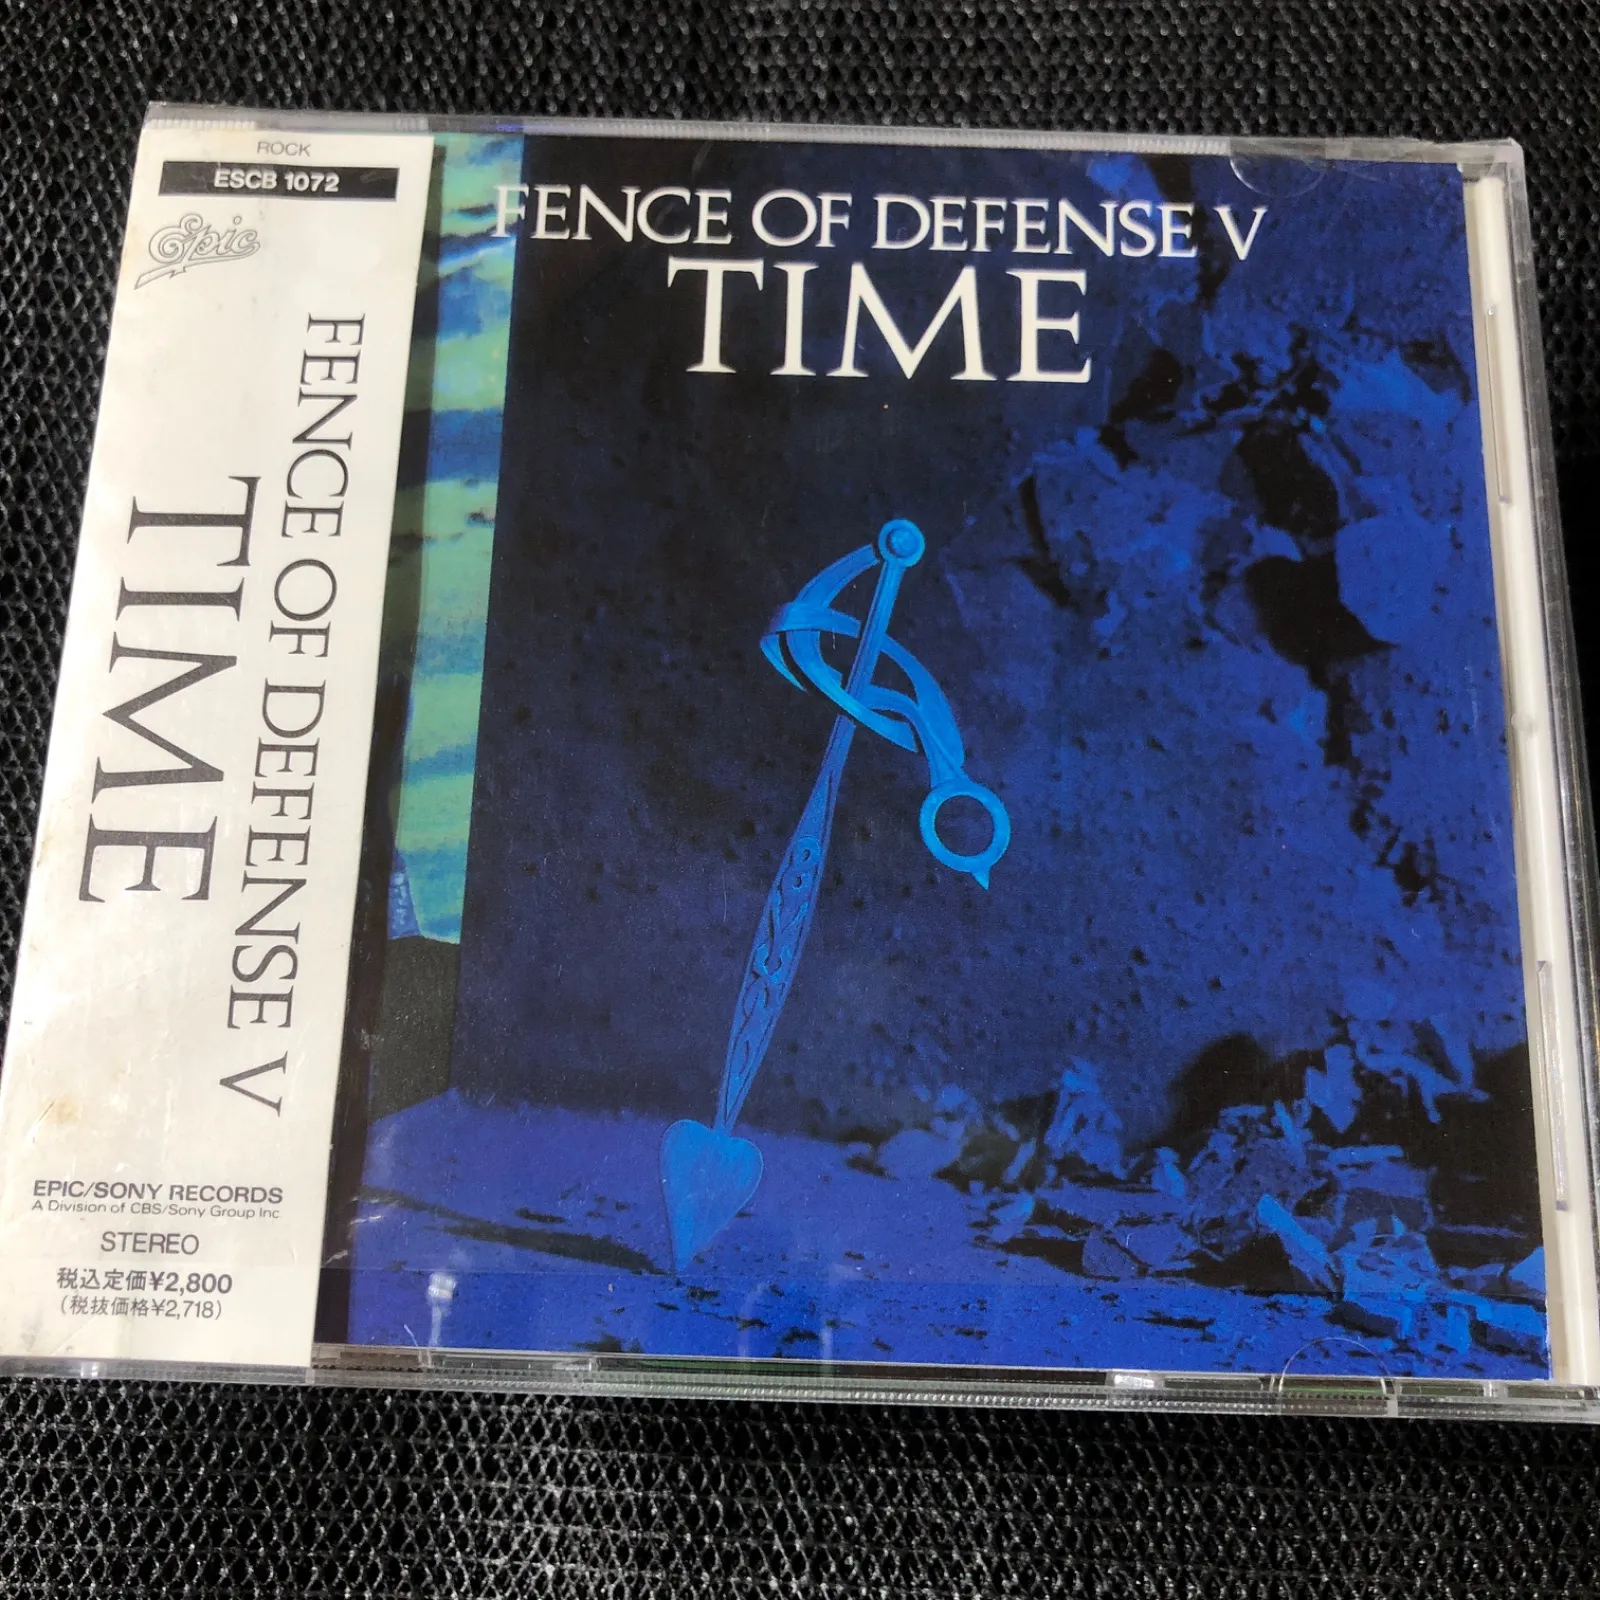 ROCK
ESCB 1072
Epic
FENCE OF DEFENSE V
TIME
EPIC/SONY RECORDS
A Division of CBS/Sony Group Inc.
STEREO
税込定価¥2,800
(税抜価格¥2,718)
FENCE OF DEFENSE V
TIME